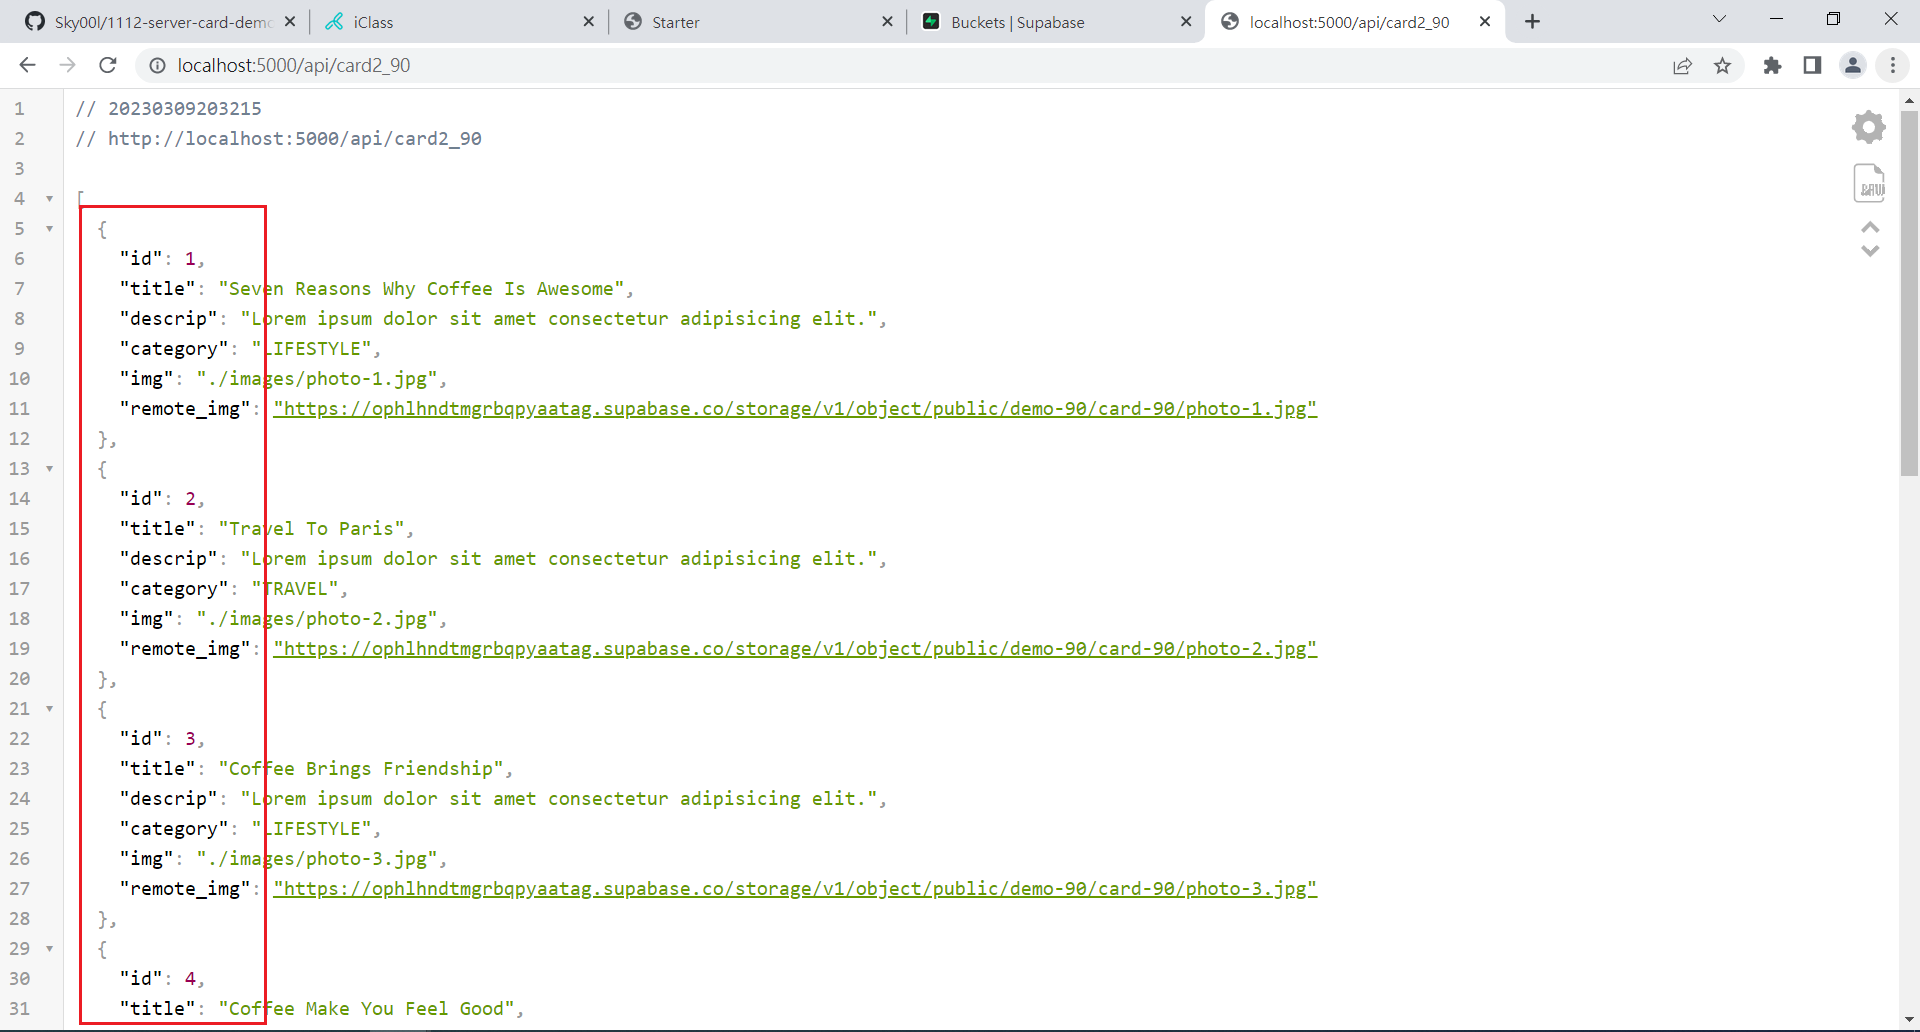 Sky00l/1112-server-card-demo
iClass
Starter
Buckets | Supabase
localhost:5000/api/card2_90
localhost:5000/api/card2_90
1 // 20230309203215
2 // http://localhost:5000/api/card2_90
3
4 [
5 {
6 "id": 1,
7 "title": "Seven Reasons Why Coffee Is Awesome",
8 "descrip": "Lorem ipsum dolor sit amet consectetur adipisicing elit.",
9 "category": "LIFESTYLE",
10 "img": "./images/photo-1.jpg",
11 "remote_img": "https://ophlhndtmgrbqpyaatag.supabase.co/storage/v1/object/public/demo-90/card-90/photo-1.jpg"
12 },
13 {
14 "id": 2,
15 "title": "Travel To Paris",
16 "descrip": "Lorem ipsum dolor sit amet consectetur adipisicing elit.",
17 "category": "TRAVEL",
18 "img": "./images/photo-2.jpg",
19 "remote_img": "https://ophlhndtmgrbqpyaatag.supabase.co/storage/v1/object/public/demo-90/card-90/photo-2.jpg"
20 },
21 {
22 "id": 3,
23 "title": "Coffee Brings Friendship",
24 "descrip": "Lorem ipsum dolor sit amet consectetur adipisicing elit.",
25 "category": "LIFESTYLE",
26 "img": "./images/photo-3.jpg",
27 "remote_img": "https://ophlhndtmgrbqpyaatag.supabase.co/storage/v1/object/public/demo-90/card-90/photo-3.jpg"
28 },
29 {
30 "id": 4,
31 "title": "Coffee Make You Feel Good",
RAW